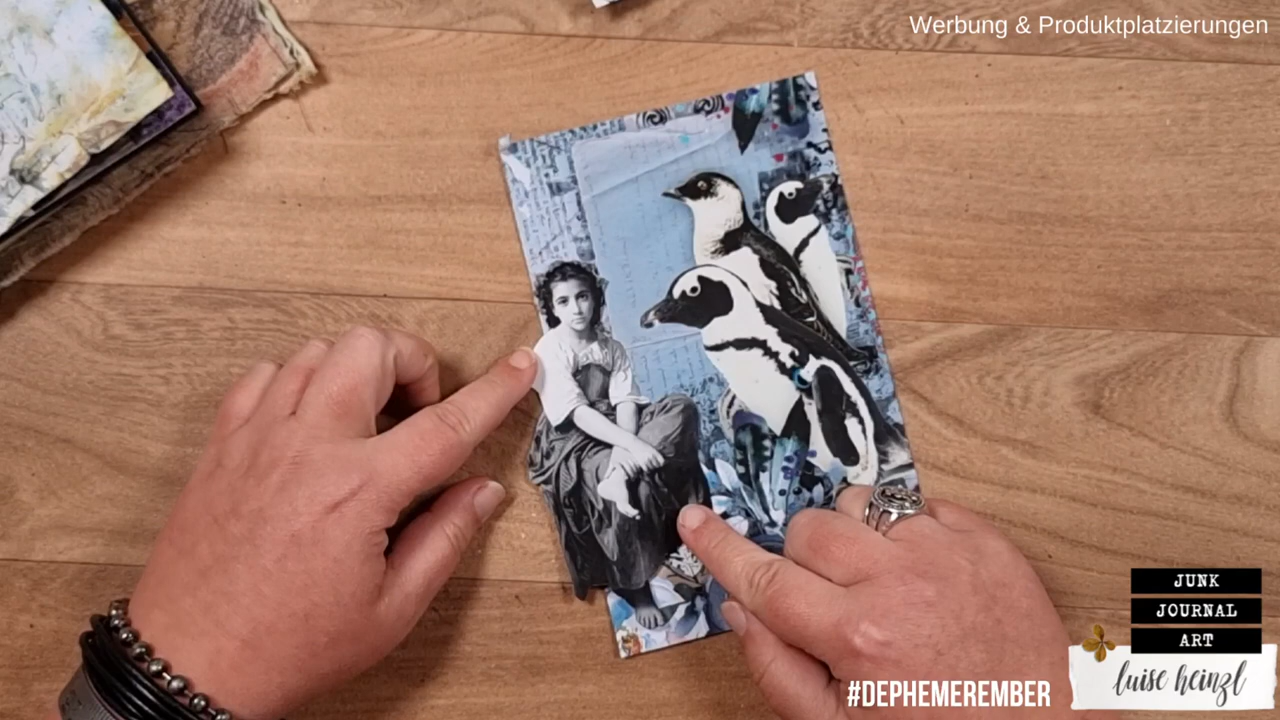 Werbung & Produktplatzierungen
JUNK
JOURNAL
ART
luise heinzl
#DEPHEMEREMBER